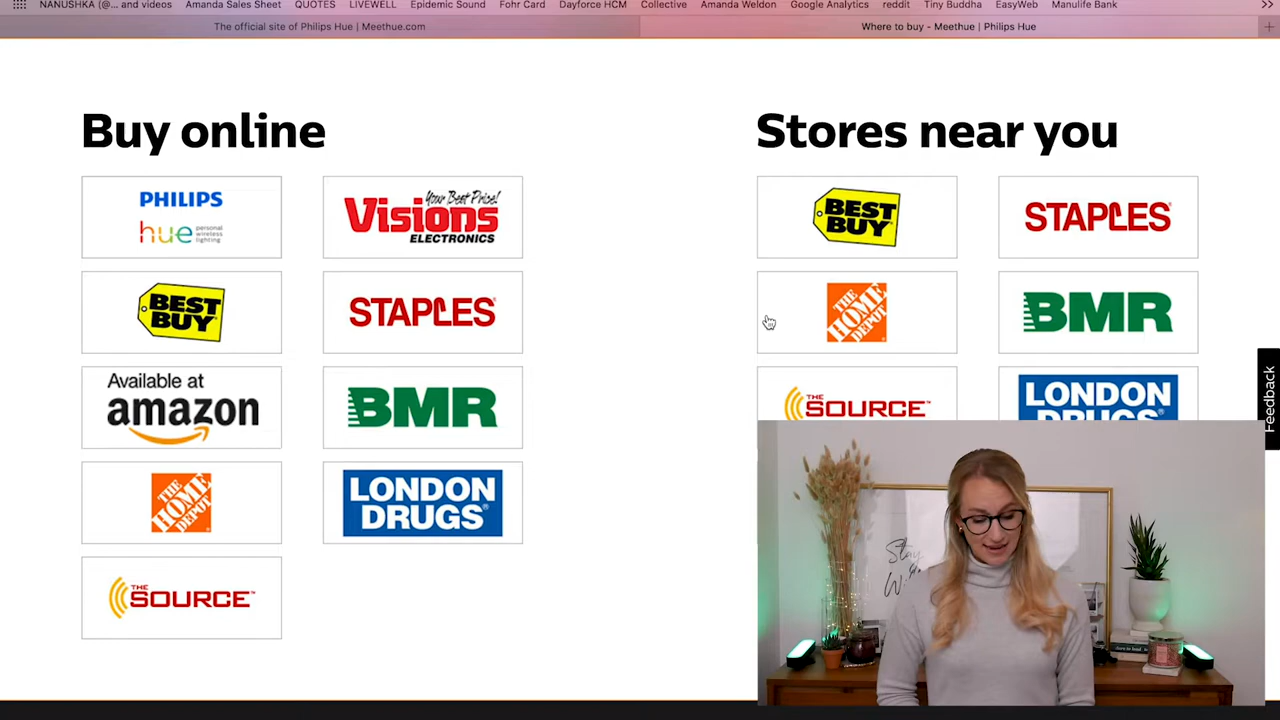 NANUSHKA (@... and videos
Amanda Sales Sheet
QUOTES
LIVEWELL
Epidemic Sound
Fohr Card
Dayforce HCM
Collective
Amanda Weldon
Google Analytics
reddit
Tiny Buddha
EasyWeb
Manulife Bank
The official site of Philips Hue | Meethue.com
Where to buy - Meethue | Philips Hue
Buy online
PHILIPS
hue personal wireless lighting
Your Best Price!
Visions
ELECTRONICS
BEST
BUY
STAPLES
Available at
amazon
BMR
THE
HOME
DEPOT
LONDON
DRUGS
THE
SOURCE
Stores near you
BEST
BUY
STAPLES
THE
HOME
DEPOT
BMR
THE
SOURCE
LONDON
DRUGS
Feedback
Stay